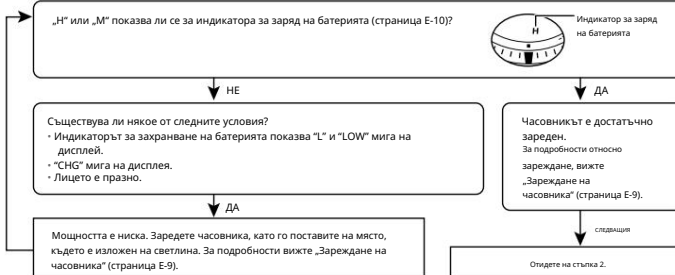 „H“ или „M“ показва ли се за индикатора за заряд на батерията (страница E-10)?
Индикатор за заряд
на батерията
H
НЕ
ДА
Съществува ли някое от следните условия?
• Индикаторът за захранване на батерията показва “L” и “LOW” мига на
дисплей.
• “CHG” мига на дисплея.
• Лицето е празно.
Часовникът е достатъчно
зареден.
За подробности относно
зареждане, вижте
„Зареждане на
часовника“ (страница E-9).
ДА
СЛЕДВАЩИЯ
Мощността е ниска. Заредете часовника, като го поставите на място,
където е изложен на светлина. За подробности вижте „Зареждане на
часовника“ (страница E-9).
Отидете на стъпка 2.